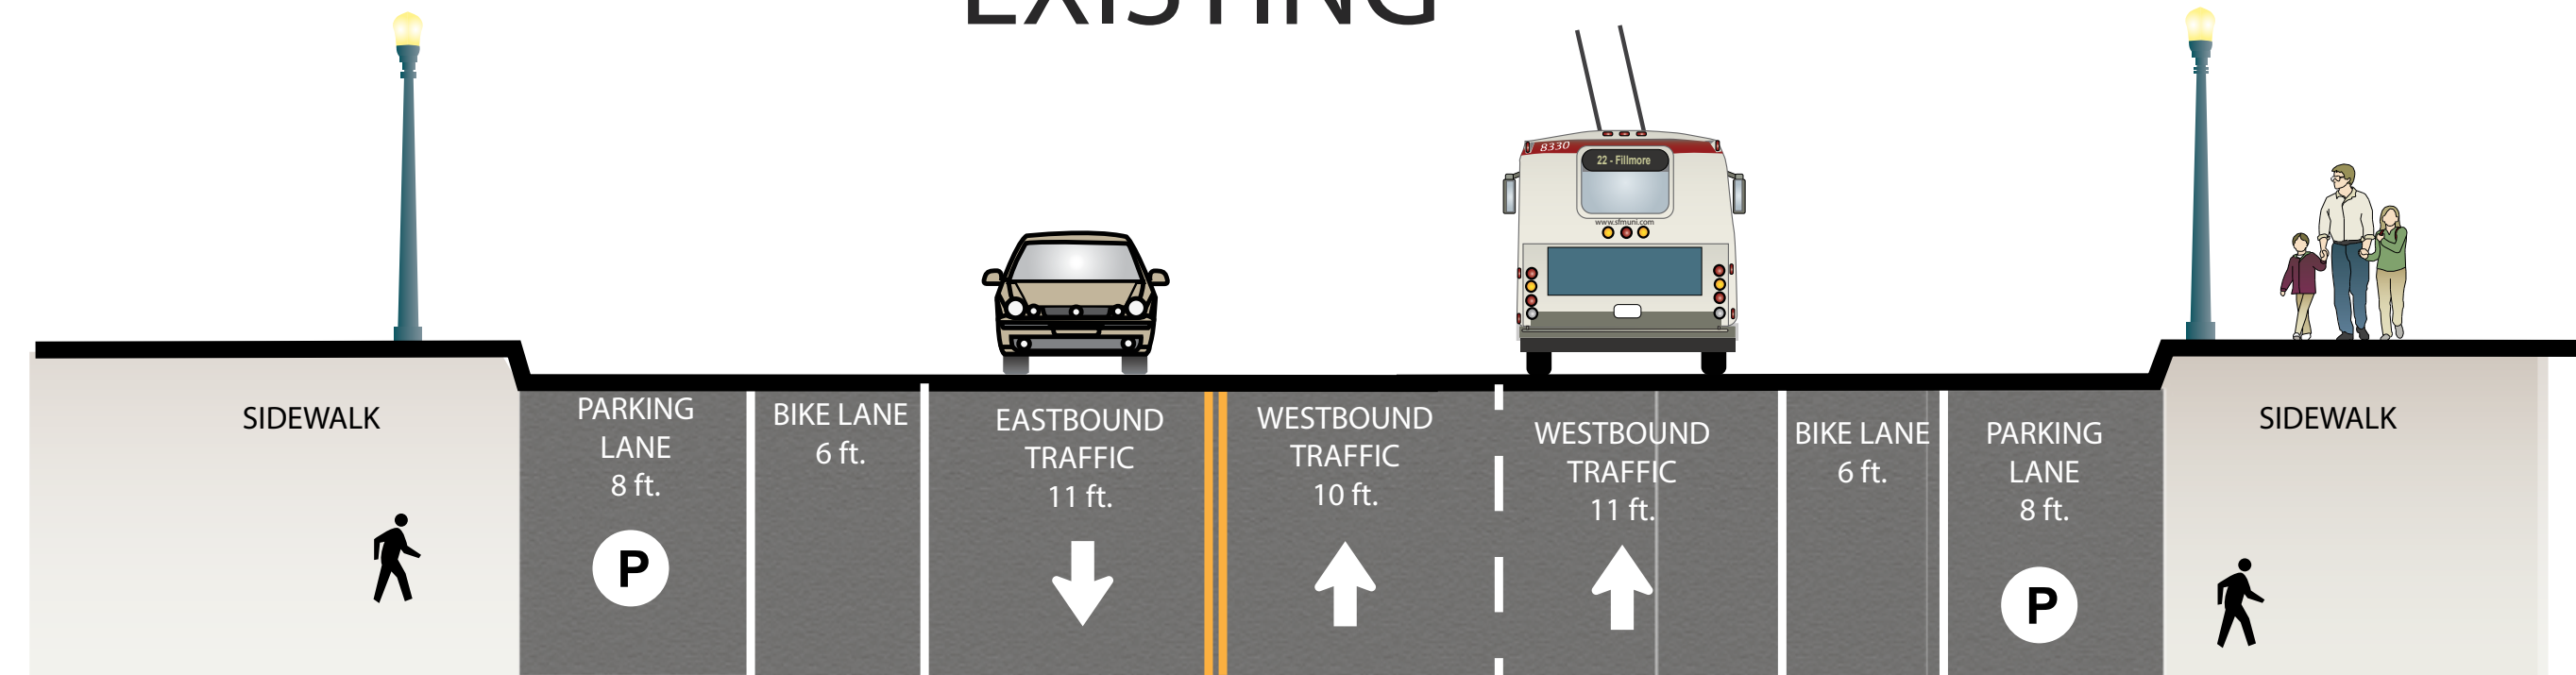 EXISTING
8330
22 - Fillmore
www.sfmuni.com
SIDEWALK
PARKING
LANE
8 ft.
P
BIKE LANE
6 ft.
EASTBOUND
TRAFFIC
11 ft.
WESTBOUND
TRAFFIC
10 ft.
WESTBOUND
TRAFFIC
11 ft.
BIKE LANE
6 ft.
PARKING
LANE
8 ft.
P
SIDEWALK